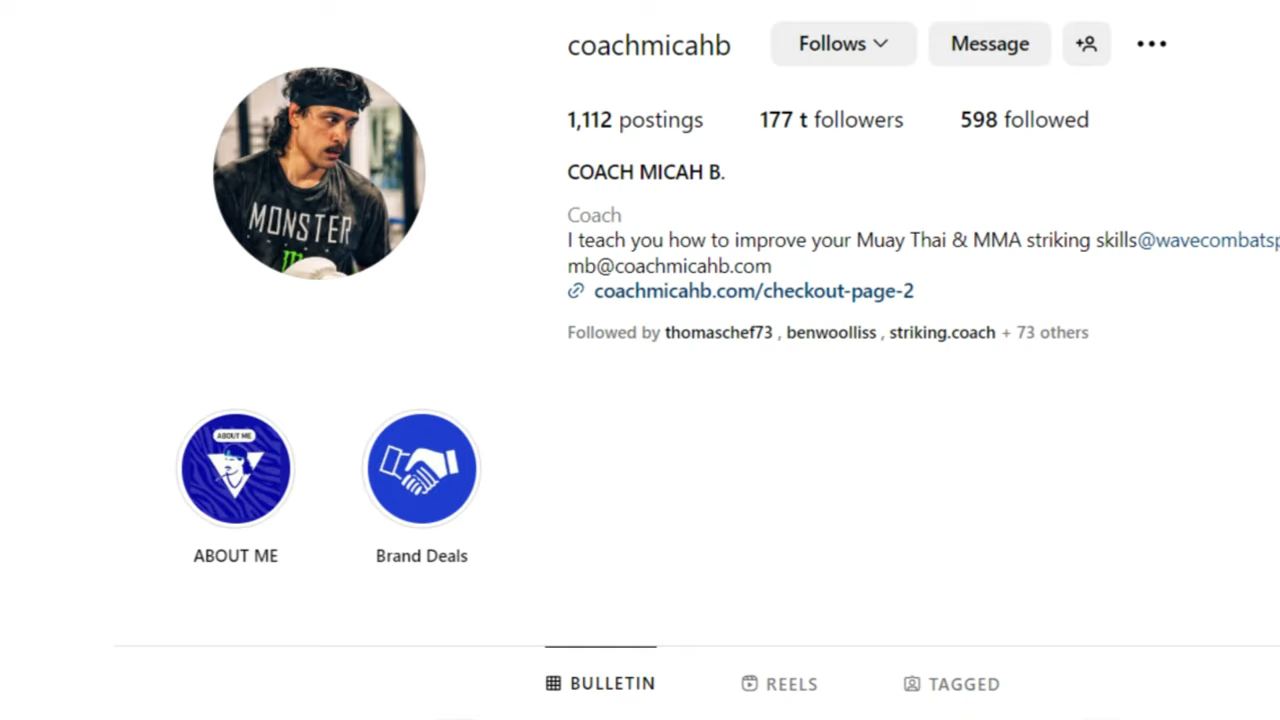 coachmicahb Follows Message
1,112 postings 177 t followers 598 followed
COACH MICAH B.
Coach
I teach you how to improve your Muay Thai & MMA striking skills@wavecombatsp
mb@coachmicahb.com
coachmicahb.com/checkout-page-2
Followed by thomaschef73 , benwoolliss , striking.coach + 73 others
MONSTER
ABOUT ME
ABOUT ME Brand Deals
BULLETIN REELS TAGGED